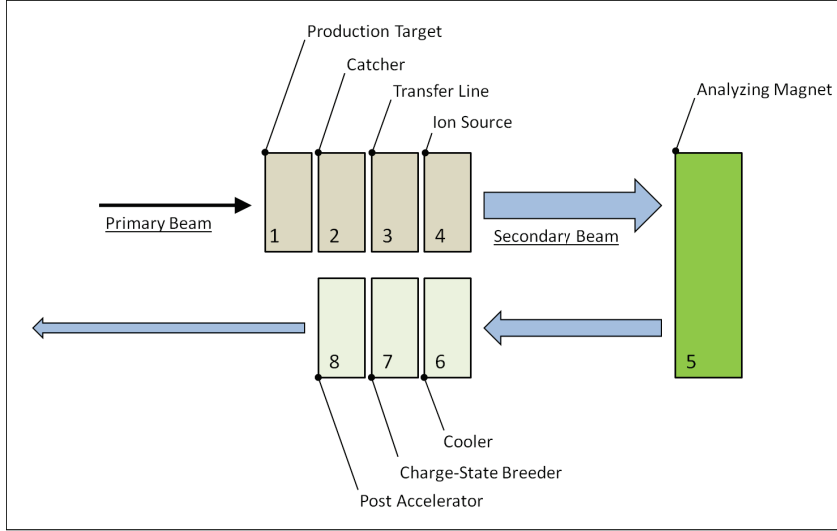 Production Target
Catcher
Transfer Line
Ion Source
Analyzing Magnet
Primary Beam
1
2
3
4
Secondary Beam
8
7
6
5
Cooler
Charge-State Breeder
Post Accelerator